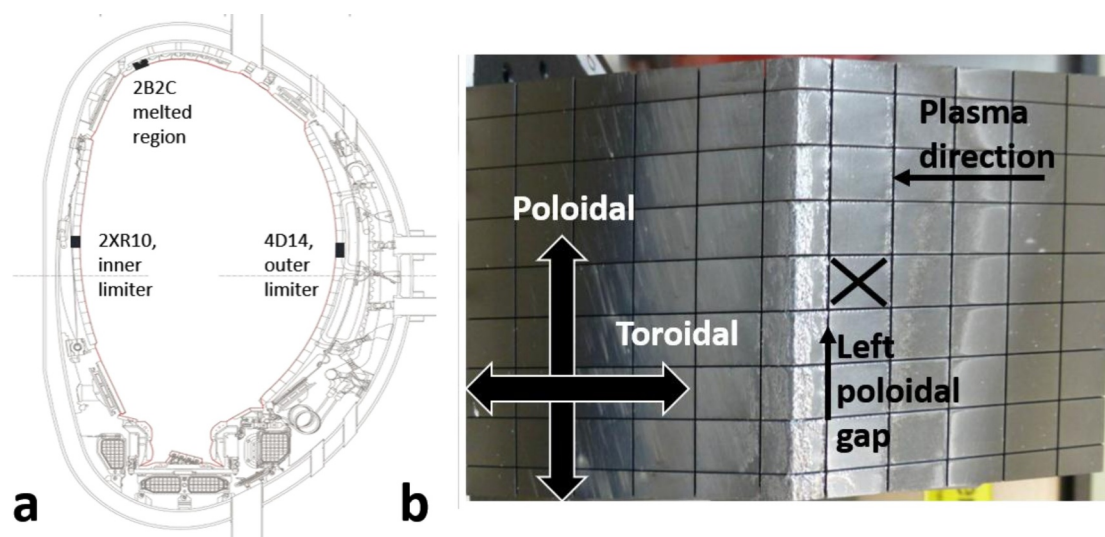 2B2C
melted
region
2XR10,
inner
limiter
4D14,
outer
limiter
a
Plasma
direction
Poloidal
Toroidal
Left
poloidal
gap
b